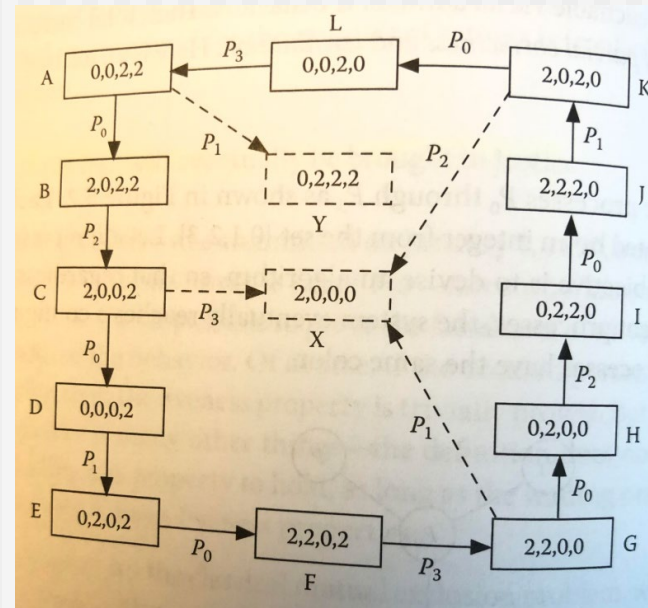 L
A 0,0,2,2 P3 0,0,2,0 P0 2,0,2,0 K
P0 P1 P2 P1
B 2,0,2,2 0,2,2,2 2,2,2,0 J
P2 Y P0
C 2,0,0,2 P3 2,0,0,0 0,2,2,0 I
X
P0 P2
D 0,0,0,2 P1 0,2,0,0 H
P1 P0
E 0,2,0,2 P0 2,2,0,2 P3 2,2,0,0 G
F